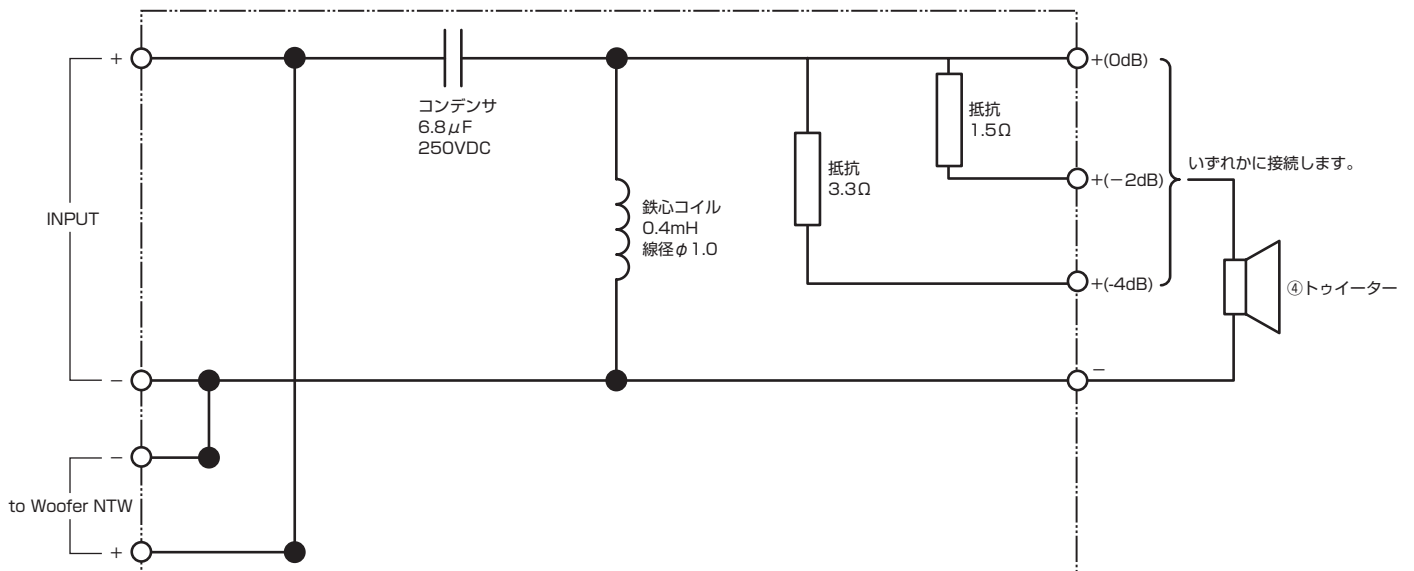 +
+(0dB)
コンデンサ
6.8μF
250VDC
抵抗
1.5Ω
いずれかに接続します。
抵抗
3.3Ω
+(−2dB)
INPUT
鉄心コイル
0.4mH
線径φ1.0
+(-4dB)
④トゥイーター
−
−
−
to Woofer NTW
+